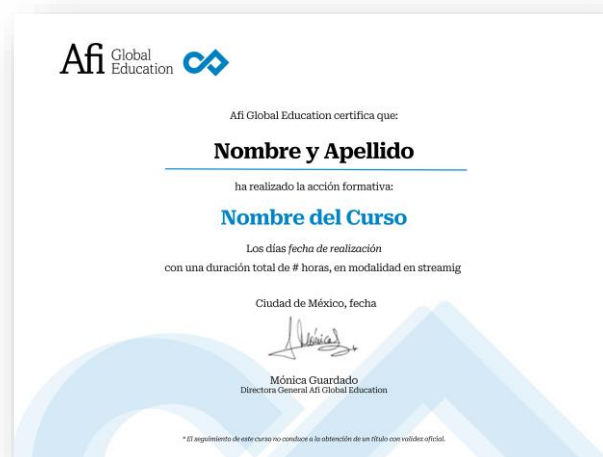 Afi Global
Education
Afi Global Education certifica que:
Nombre y Apellido
ha realizado la acción formativa:
Nombre del Curso
Los días fecha de realización
con una duración total de # horas, en modalidad en streamig
Ciudad de México, fecha
Mónica Guardado
Directora General Afi Global Education
* El seguimiento de este curso no conduce a la obtención de un título con validez oficial.